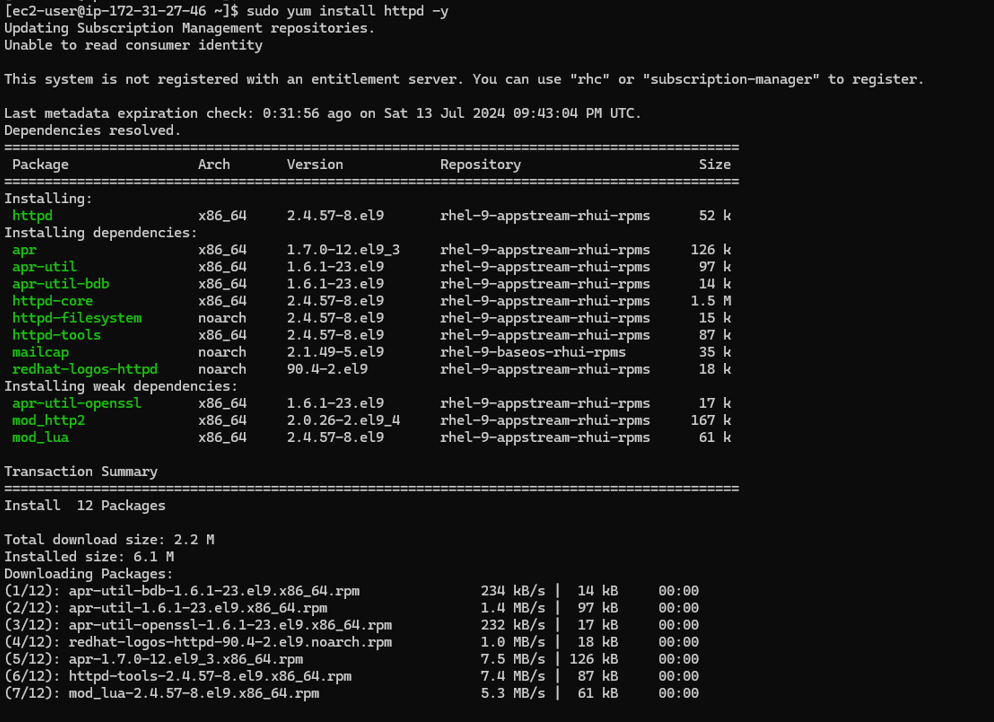 [ec2-user@ip-172-31-27-46 ~]$ sudo yum install httpd -y
Updating Subscription Management repositories.
Unable to read consumer identity
This system is not registered with an entitlement server. You can use "rhc" or "subscription-manager" to register.
Last metadata expiration check: 0:31:56 ago on Sat 13 Jul 2024 09:43:04 PM UTC.
Dependencies resolved.
================================================================================
Package Arch Version Repository Size
================================================================================
Installing:
httpd x86_64 2.4.57-8.el9 rhel-9-appstream-rhui-rpms 52 k
Installing dependencies:
apr x86_64 1.7.0-12.el9_3 rhel-9-appstream-rhui-rpms 126 k
apr-util x86_64 1.6.1-23.el9 rhel-9-appstream-rhui-rpms 97 k
apr-util-bdb x86_64 1.6.1-23.el9 rhel-9-appstream-rhui-rpms 14 k
httpd-core x86_64 2.4.57-8.el9 rhel-9-appstream-rhui-rpms 1.5 M
httpd-filesystem noarch 2.4.57-8.el9 rhel-9-appstream-rhui-rpms 15 k
httpd-tools x86_64 2.4.57-8.el9 rhel-9-appstream-rhui-rpms 87 k
mailcap noarch 2.1.49-5.el9 rhel-9-baseos-rhui-rpms 35 k
redhat-logos-httpd noarch 90.4-2.el9 rhel-9-appstream-rhui-rpms 18 k
Installing weak dependencies:
apr-util-openssl x86_64 1.6.1-23.el9 rhel-9-appstream-rhui-rpms 17 k
mod_http2 x86_64 2.0.26-2.el9_4 rhel-9-appstream-rhui-rpms 167 k
mod_lua x86_64 2.4.57-8.el9 rhel-9-appstream-rhui-rpms 61 k
Transaction Summary
================================================================================
Install 12 Packages
Total download size: 2.2 M
Installed size: 6.1 M
Downloading Packages:
(1/12): apr-util-bdb-1.6.1-23.el9.x86_64.rpm 234 kB/s | 14 kB 00:00
(2/12): apr-util-1.6.1-23.el9.x86_64.rpm 1.4 MB/s | 97 kB 00:00
(3/12): apr-util-openssl-1.6.1-23.el9.x86_64.rpm 232 kB/s | 17 kB 00:00
(4/12): redhat-logos-httpd-90.4-2.el9.noarch.rpm 1.0 MB/s | 18 kB 00:00
(5/12): apr-1.7.0-12.el9_3.x86_64.rpm 7.5 MB/s | 126 kB 00:00
(6/12): httpd-tools-2.4.57-8.el9.x86_64.rpm 7.4 MB/s | 87 kB 00:00
(7/12): mod_lua-2.4.57-8.el9.x86_64.rpm 5.3 MB/s | 61 kB 00:00